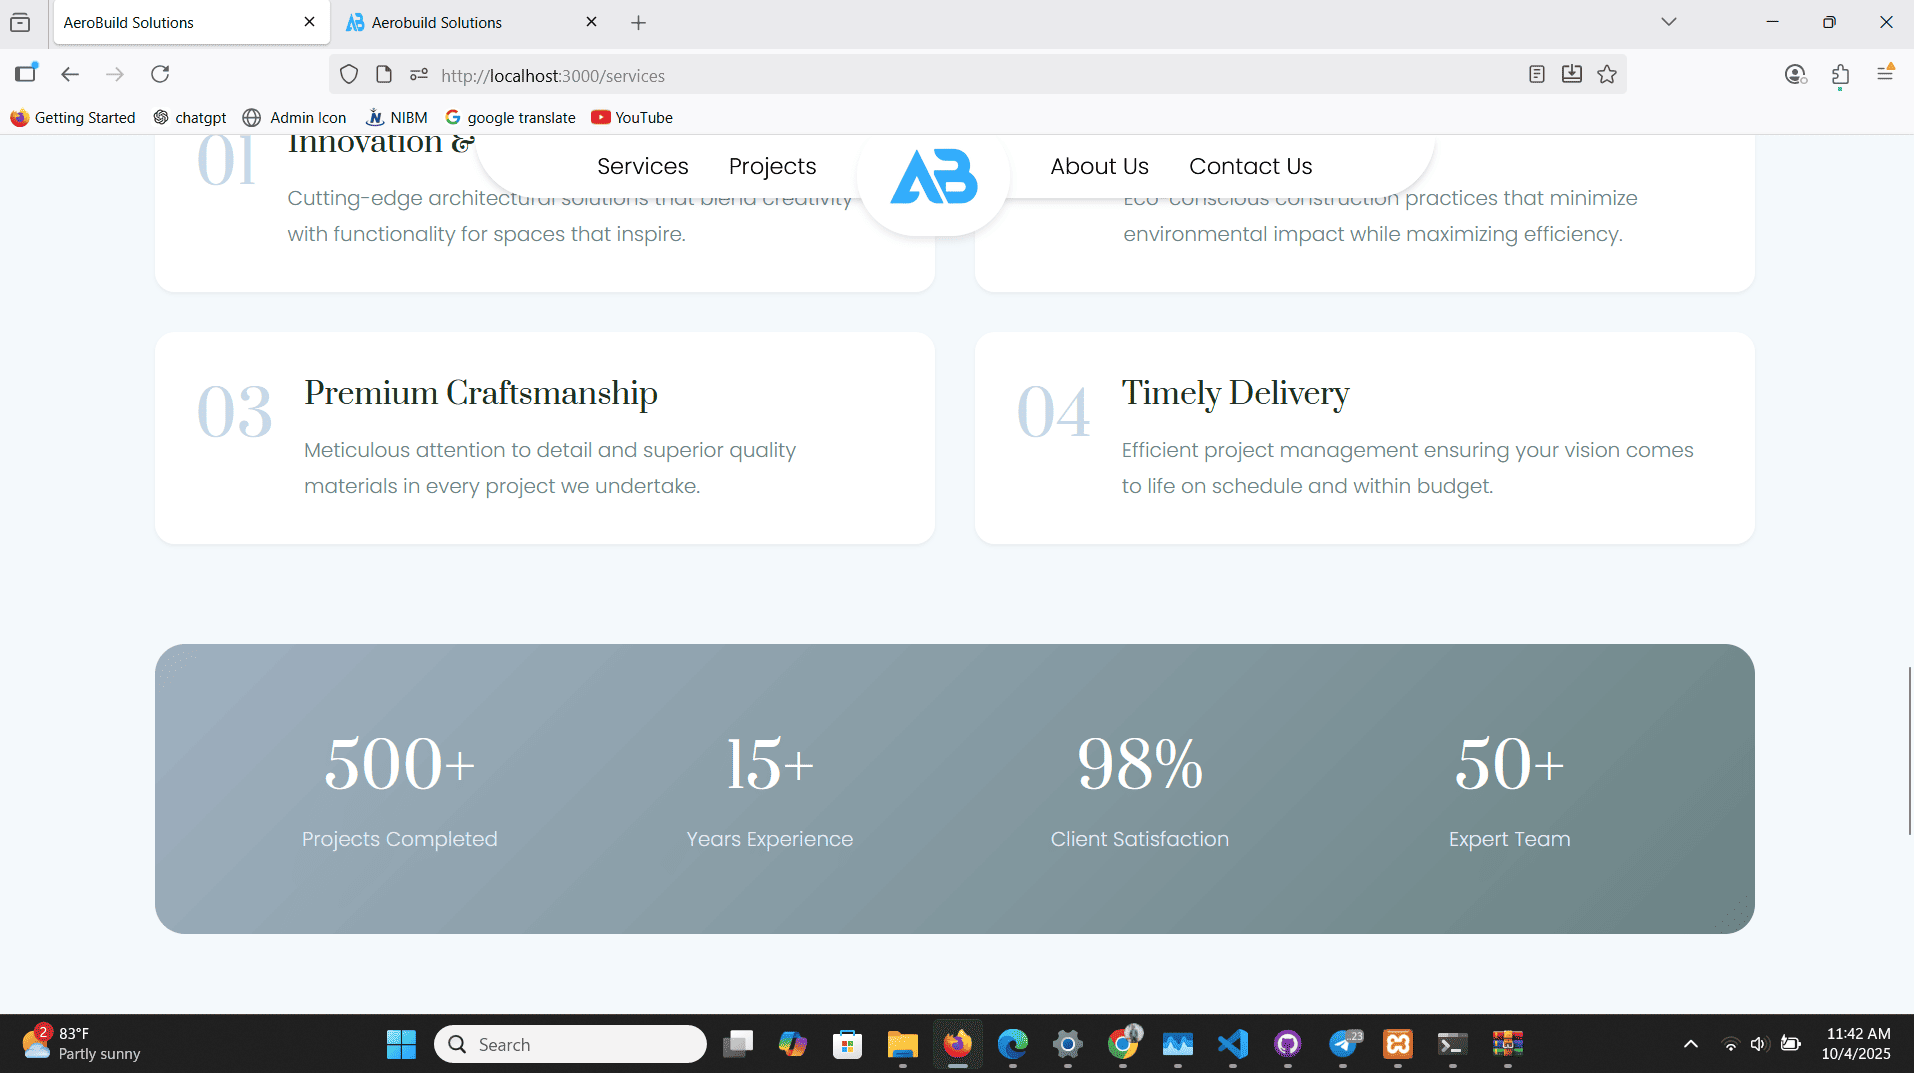 AeroBuild Solutions
Aerobuild Solutions
http://localhost:3000/services
Getting Started
chatgpt
Admin Icon
NIBM
google translate
YouTube
Services
Projects
AB
About Us
Contact Us
01
Innovation &
Cutting-edge architectural solutions that blend creativity
with functionality for spaces that inspire.
Eco-conscious construction practices that minimize
environmental impact while maximizing efficiency.
03
Premium Craftsmanship
Meticulous attention to detail and superior quality
materials in every project we undertake.
04
Timely Delivery
Efficient project management ensuring your vision comes
to life on schedule and within budget.
500+
Projects Completed
15+
Years Experience
98%
Client Satisfaction
50+
Expert Team
2
83°F
Partly sunny
Search
23
11:42 AM
10/4/2025